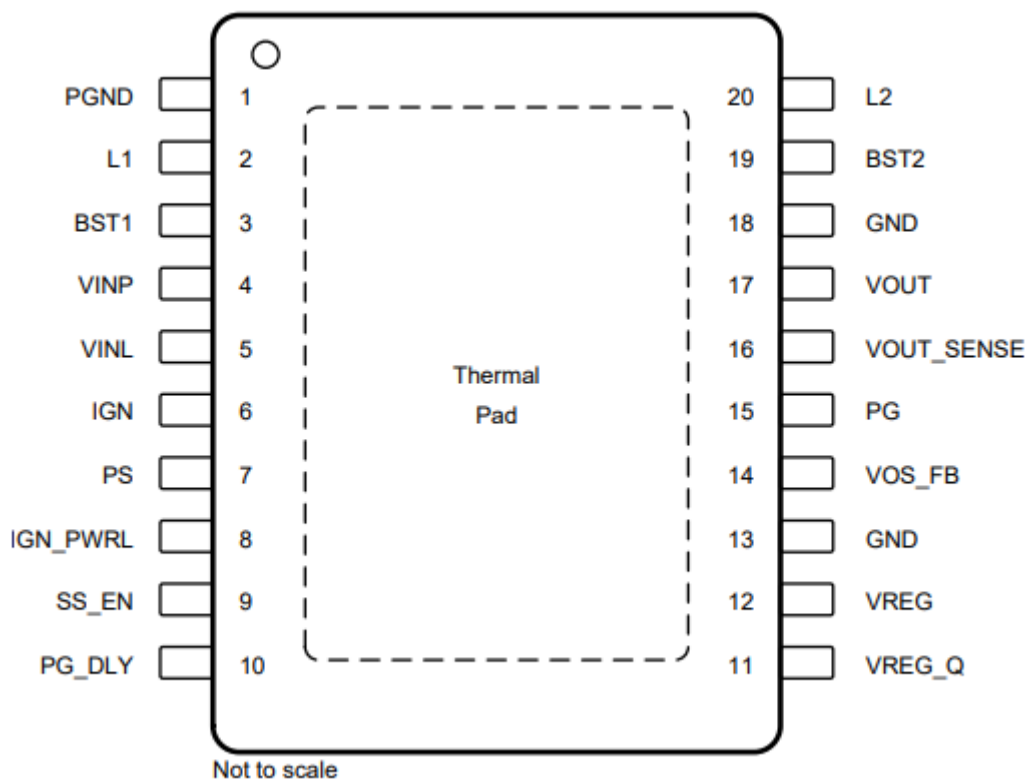 PGND 1 20 L2
L1 2 19 BST2
BST1 3 18 GND
VINP 4 17 VOUT
VINL 5 16 VOUT_SENSE
IGN 6 15 PG
PS 7 14 VOS_FB
IGN_PWRL 8 13 GND
SS_EN 9 12 VREG
PG_DLY 10 11 VREG_Q
Thermal
Pad
Not to scale